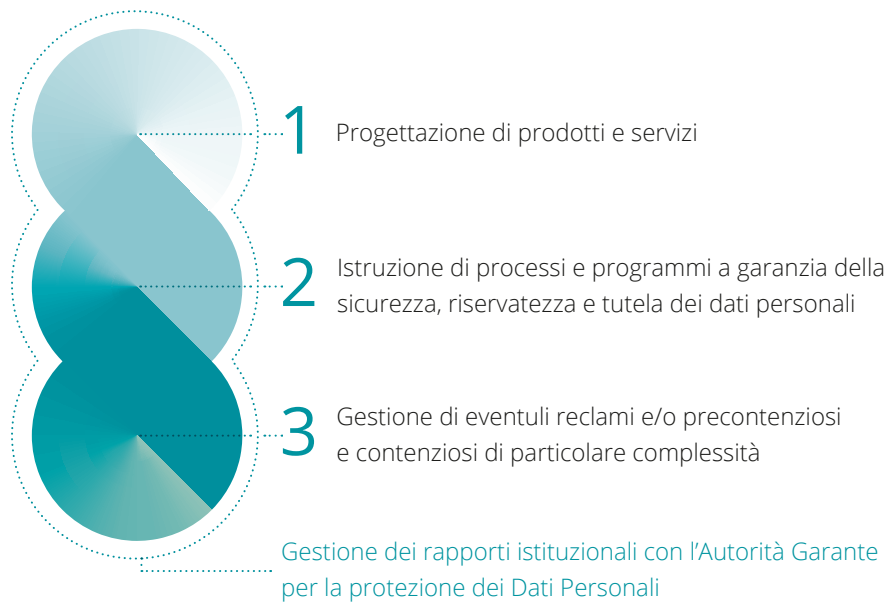 1
Progettazione di prodotti e servizi
2
Istruzione di processi e programmi a garanzia della
sicurezza, riservatezza e tutela dei dati personali
3
Gestione di eventuli reclami e/o precontenziosi
e contenziosi di particolare complessità
Gestione dei rapporti istituzionali con l’Autorità Garante
per la protezione dei Dati Personali